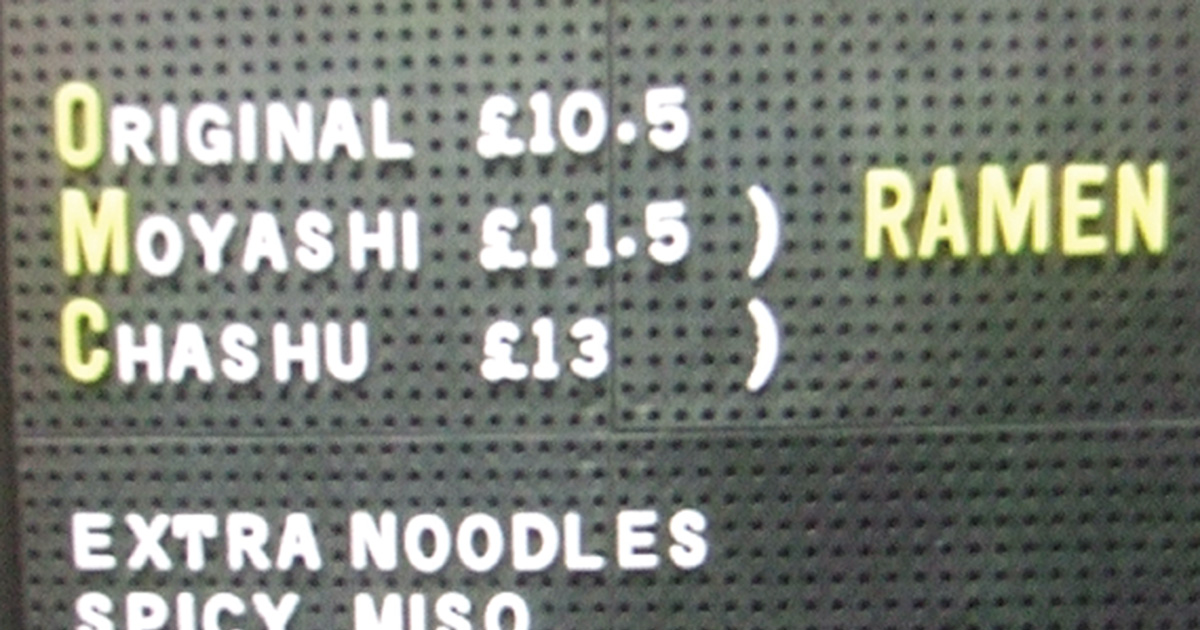 ORIGINAL £10.5
MOYASHI £11.5 ) RAMEN
CHASHU £13 )
EXTRA NOODLES
SPICY MISO